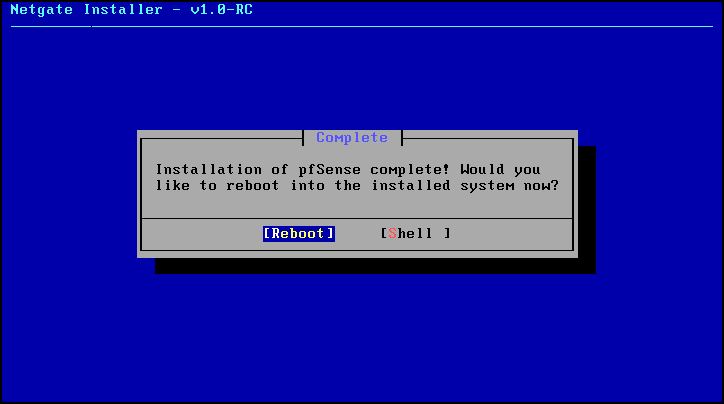 Netgate Installer - v1.0-RC
Complete
Installation of pfSense complete! Would you
like to reboot into the installed system now?
[Reboot] [Shell ]